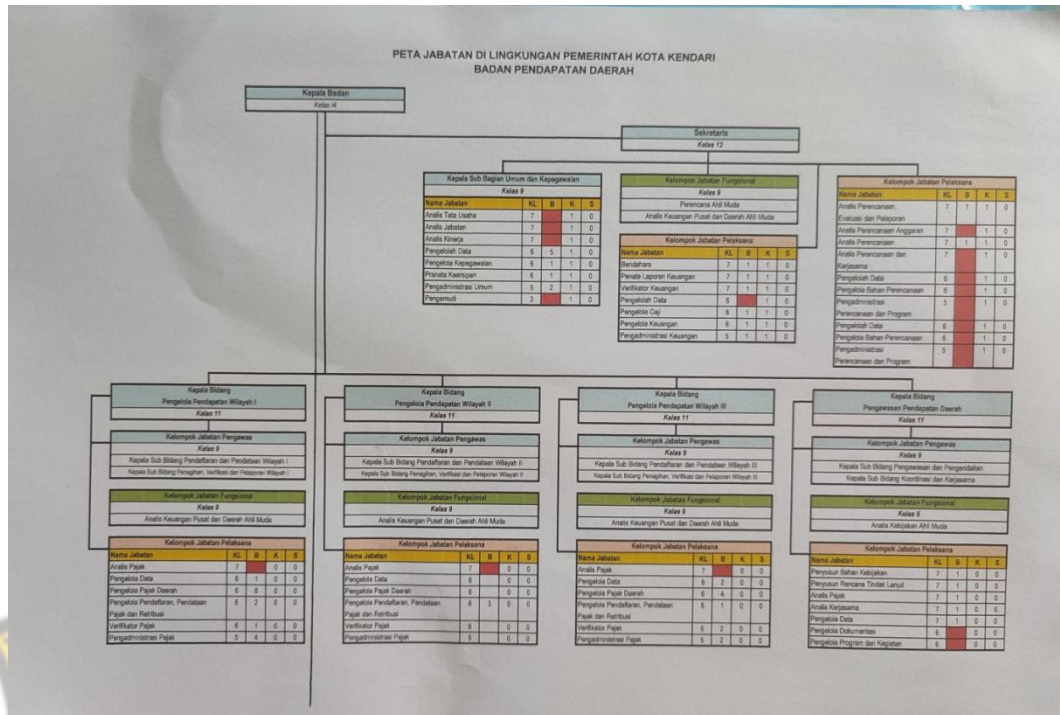 PETA JABATAN DI LINGKUNGAN PEMERINTAH KOTA KENDARI
BADAN PENDAPATAN DAERAH
Kepala Badan
Kelas 14
Sekretaris
Kelas 12
Kepala Sub Bagian Umum dan Kepegawaian
Kelas 9
Nama Jabatan KL B K S
Analis Tata Usaha 7 1 0
Analis Jabatan 7 1 0
Analis Kinerja 7 1 0
Pengelolah Data 6 5 1 0
Pengelola Kepegawaian 6 1 1 0
Pranata Kearsipan 6 1 1 0
Pengadministrasi Umum 5 2 1 0
Pengemudi 3 1 0
Kelompok Jabatan Fungsional
Kelas 9
Perencana Ahli Muda
Analis Keuangan Pusat dan Daerah Ahli Muda
Kelompok Jabatan Pelaksana
Nama Jabatan KL B K S
Bendahara 7 1 1 0
Penata Laporan Keuangan 7 1 1 0
Verifikator Keuangan 7 1 1 0
Pengelolah Data 6 1 0
Pengelola Gaji 6 1 1 0
Pengelola Keuangan 6 1 1 0
Pengadministrasi Keuangan 5 1 1 0
Kelompok Jabatan Pelaksana
Nama Jabatan KL B K S
Analis Perencanaan, 7 1 1 0
Evaluasi dan Pelaporan
Analis Perencanaan Anggaran 7 1 0
Analis Perencanaan 7 1 1 0
Analis Perencanaan dan 7 1 0
Kerjasama
Pengelolah Data 6 1 0
Pengelola Bahan Perencanaan 6 1 0
Pengadministrasi 5 1 0
Perencanaan dan Program
Pengelolah Data 6 1 0
Pengelola Bahan Perencanaan 6 1 0
Pengadministrasi 5 1 0
Perencanaan dan Program
Kepala Bidang
Pengelola Pendapatan Wilayah I
Kelas 11
Kelompok Jabatan Pengawas
Kelas 9
Kepala Sub Bidang Pendaftaran dan Pendataan Wilayah I
Kepala Sub Bidang Penagihan, Verifikasi dan Pelaporan Wilayah I
Kelompok Jabatan Fungsional
Kelas 9
Analis Keuangan Pusat dan Daerah Ahli Muda
Kelompok Jabatan Pelaksana
Nama Jabatan KL B K S
Analis Pajak 7 0 0
Pengelola Data 6 1 0 0
Pengelola Pajak Daerah 6 8 0 0
Pengelola Pendaftaran, Pendataan 6 2 0 0
Pajak dan Retribusi
Verifikator Pajak 6 1 0 0
Pengadministrasi Pajak 5 4 0 0
Kepala Bidang
Pengelola Pendapatan Wilayah II
Kelas 11
Kelompok Jabatan Pengawas
Kelas 9
Kepala Sub Bidang Pendaftaran dan Pendataan Wilayah II
Kepala Sub Bidang Penagihan, Verifikasi dan Pelaporan Wilayah II
Kelompok Jabatan Fungsional
Kelas 9
Analis Keuangan Pusat dan Daerah Ahli Muda
Kelompok Jabatan Pelaksana
Nama Jabatan KL B K S
Analis Pajak 7 0 0
Pengelola Data 6 0 0
Pengelola Pajak Daerah 6 0 0
Pengelola Pendaftaran, Pendataan 6 3 0 0
Pajak dan Retribusi
Verifikator Pajak 6 0 0
Pengadministrasi Pajak 5 0 0
Kepala Bidang
Pengelola Pendapatan Wilayah III
Kelas 11
Kelompok Jabatan Pengawas
Kelas 9
Kepala Sub Bidang Pendaftaran dan Pendataan Wilayah III
Kepala Sub Bidang Penagihan, Verifikasi dan Pelaporan Wilayah III
Kelompok Jabatan Fungsional
Kelas 9
Analis Keuangan Pusat dan Daerah Ahli Muda
Kelompok Jabatan Pelaksana
Nama Jabatan KL B K S
Analis Pajak 7 0 0
Pengelola Data 6 2 0 0
Pengelola Pajak Daerah 6 4 0 0
Pengelola Pendaftaran, Pendataan 6 1 0 0
Pajak dan Retribusi
Verifikator Pajak 6 2 0 0
Pengadministrasi Pajak 5 2 0 0
Kepala Bidang
Pengawasan Pendapatan Daerah
Kelas 11
Kelompok Jabatan Pengawas
Kelas 9
Kepala Sub Bidang Pengawasan dan Pengendalian
Kepala Sub Bidang Koordinasi dan Kerjasama
Kelompok Jabatan Fungsional
Kelas 9
Analis Kebijakan Ahli Muda
Kelompok Jabatan Pelaksana
Nama Jabatan KL B K S
Penyusun Bahan Kebijakan 7 1 0 0
Penyusun Rencana Tindak Lanjut 7 1 0 0
Analis Pajak 7 1 0 0
Analis Kerjasama 7 1 0 0
Pengelola Data 7 1 0 0
Pengelola Dokumentasi 6 0 0
Pengelola Program dan Kegiatan 6 0 0